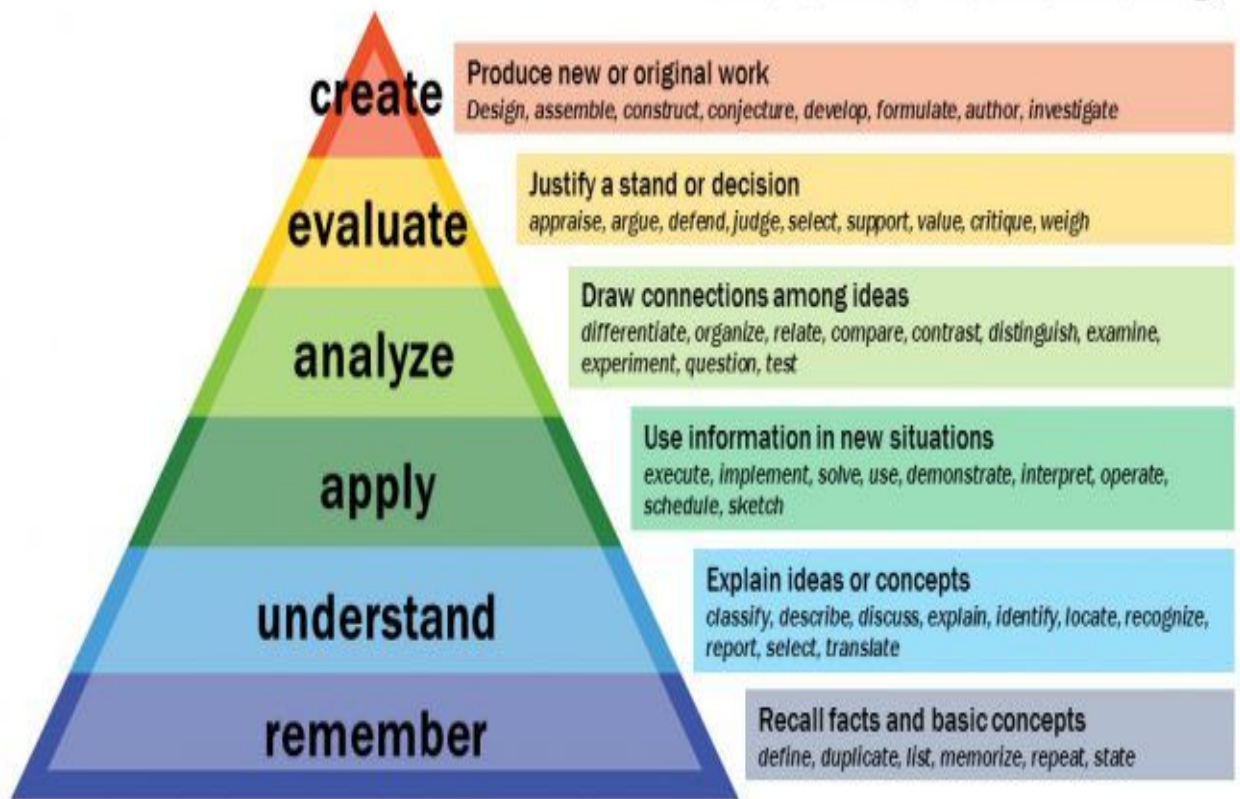 create
Produce new or original work
Design, assemble, construct, conjecture, develop, formulate, author, investigate
evaluate
Justify a stand or decision
appraise, argue, defend, judge, select, support, value, critique, weigh
analyze
Draw connections among ideas
differentiate, organize, relate, compare, contrast, distinguish, examine,
experiment, question, test
apply
Use information in new situations
execute, implement, solve, use, demonstrate, interpret, operate,
schedule, sketch
understand
Explain ideas or concepts
classify, describe, discuss, explain, identify, locate, recognize,
report, select, translate
remember
Recall facts and basic concepts
define, duplicate, list, memorize, repeat, state